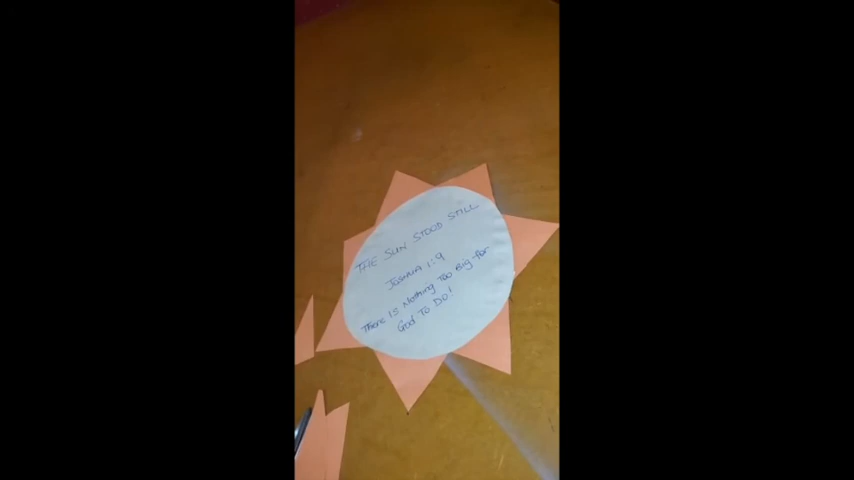 THE SUN STOOD STILL
Joshua 1:9
There Is Nothing Too Big for
God To Do!